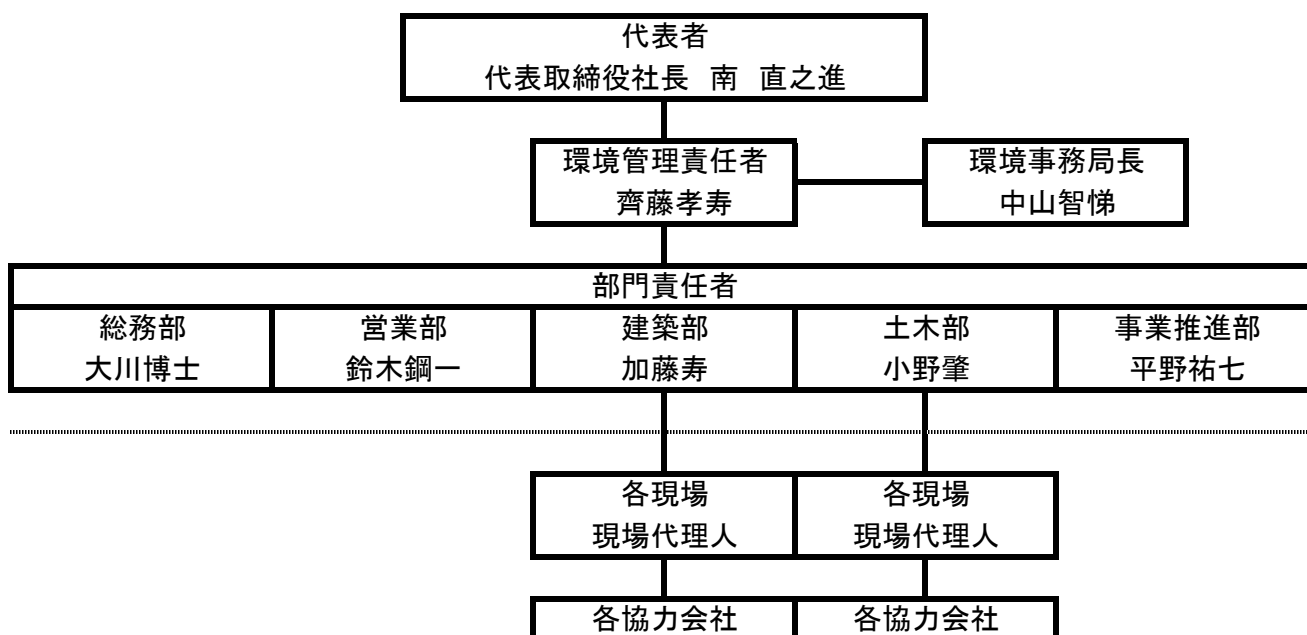 代表者
代表取締役社長　南　直之進
環境管理責任者
齊藤孝寿
環境事務局長
中山智悌
部門責任者
総務部
大川博士
営業部
鈴木鋼一
建築部
加藤寿
土木部
小野肇
事業推進部
平野祐七
各現場
現場代理人
各現場
現場代理人
各協力会社
各協力会社